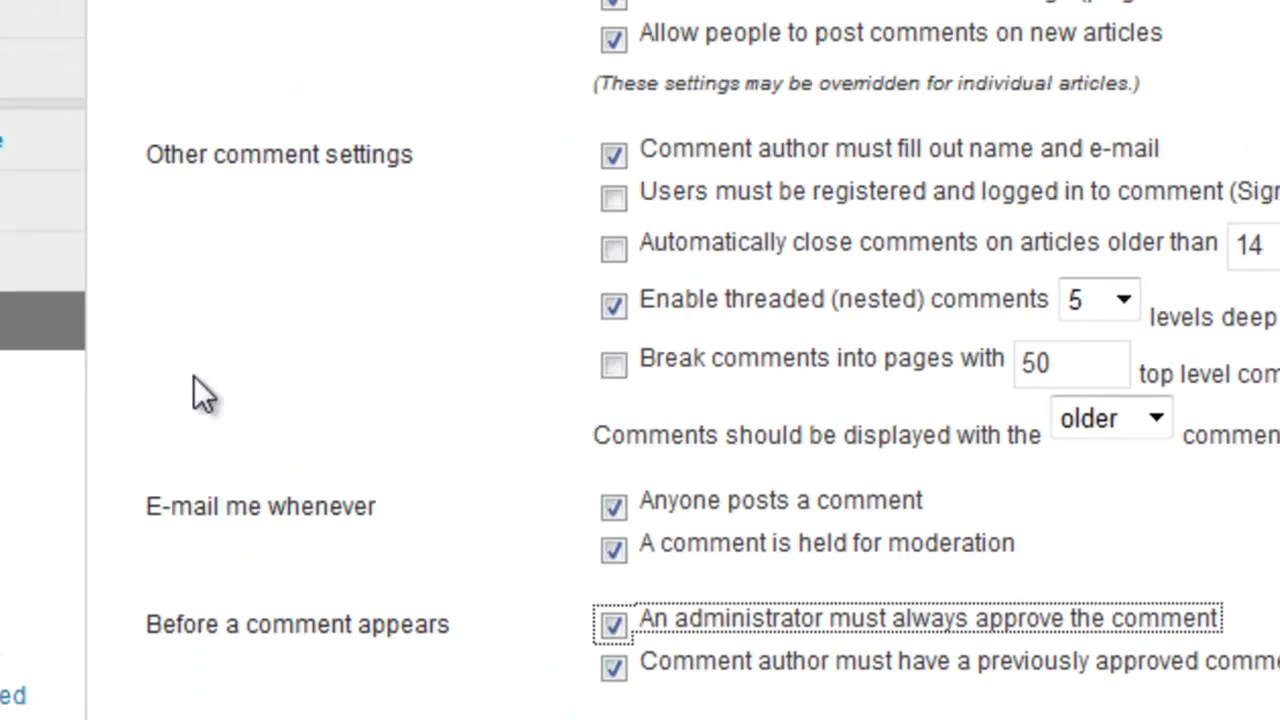 Allow people to post comments on new articles
(These settings may be overridden for individual articles.)
Other comment settings
Comment author must fill out name and e-mail
Users must be registered and logged in to comment
Automatically close comments on articles older than 14
Enable threaded (nested) comments 5 levels deep
Break comments into pages with 50 top level
Comments should be displayed with the older
E-mail me whenever
Anyone posts a comment
A comment is held for moderation
Before a comment appears
An administrator must always approve the comment
Comment author must have a previously approved